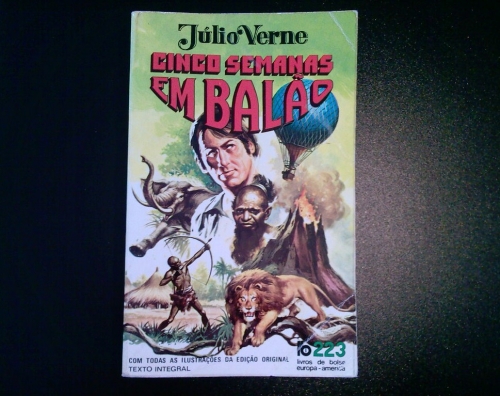 Júlio Verne
CINCO SEMANAS
EM BALÃO
COM TODAS AS ILUSTRAÇÕES DA EDIÇÃO ORIGINAL
TEXTO INTEGRAL
223
livros de bolso
europa-america